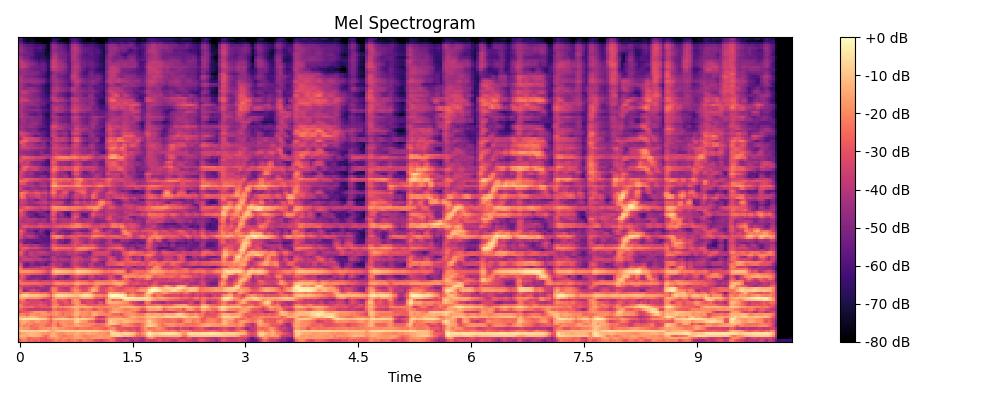 Mel Spectrogram
+0 dB
-10 dB
-20 dB
-30 dB
-40 dB
-50 dB
-60 dB
-70 dB
-80 dB
0 1.5 3 4.5 6 7.5 9
Time